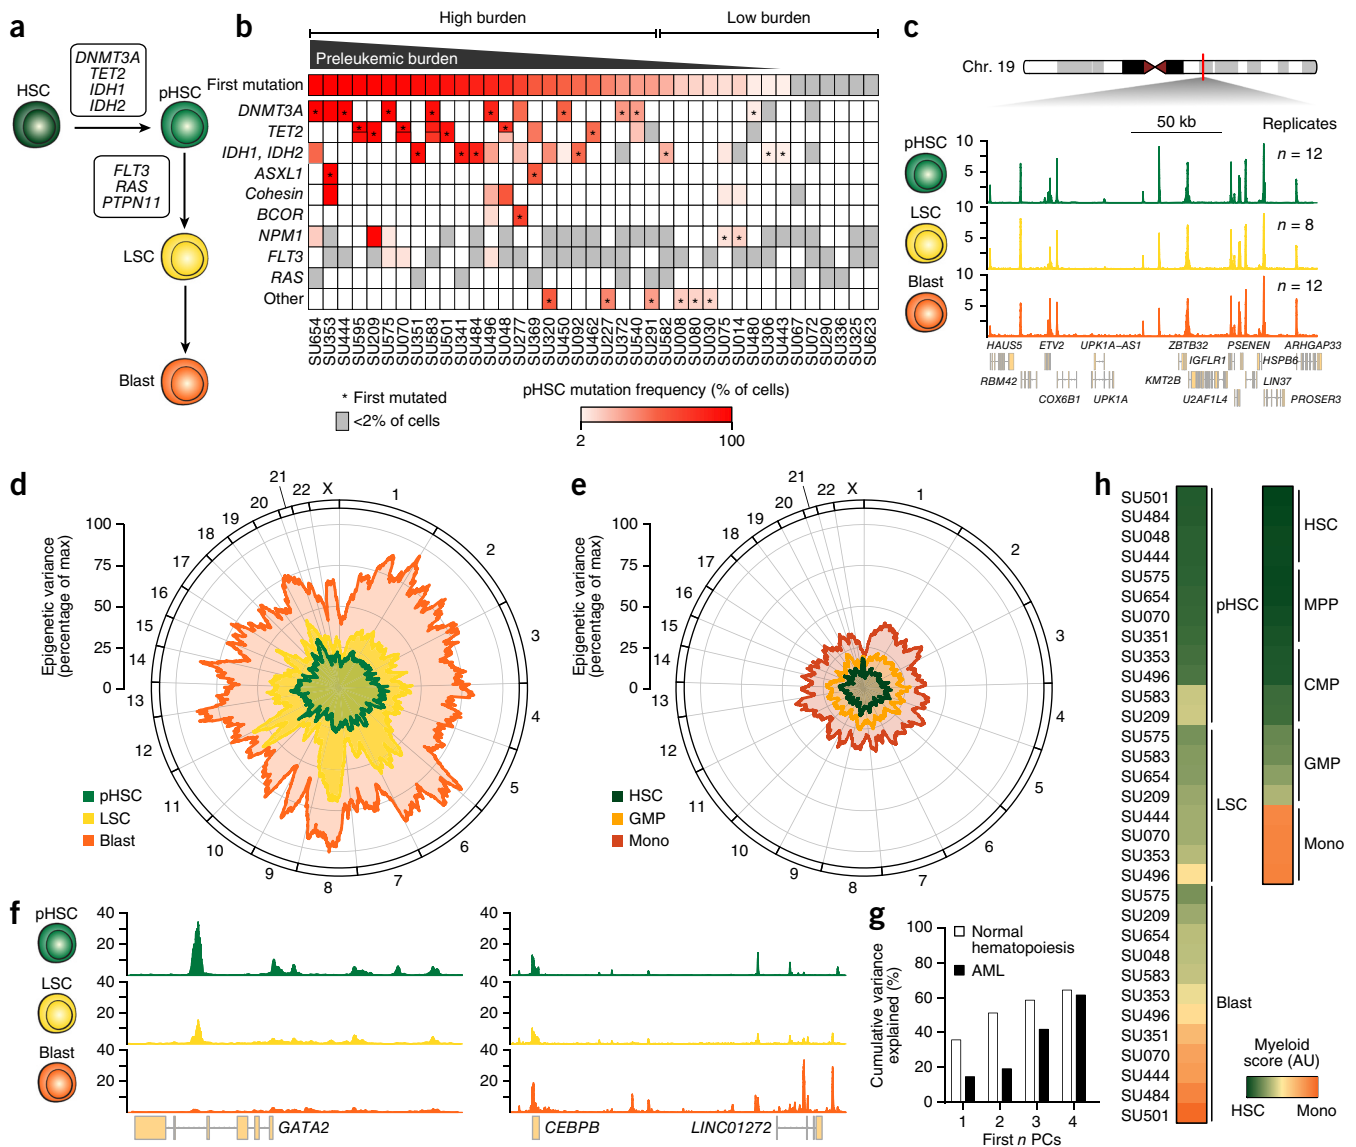 a
HSC
DNMT3A
TET2
IDH1
IDH2
pHSC
FLT3
RAS
PTPN11
LSC
Blast
b
High burden
Low burden
Preleukemic burden
First mutation
DNMT3A
TET2
IDH1, IDH2
ASXL1
Cohesin
BCOR
NPM1
FLT3
RAS
Other
SU654 SU353 SU444 SU595 SU209 SU575 SU070 SU351 SU583 SU501 SU341 SU484 SU496 SU048 SU277 SU369 SU320 SU450 SU092 SU462 SU227 SU372 SU540 SU291 SU582 SU008 SU080 SU030 SU075 SU014 SU480 SU306 SU443 SU067 SU072 SU290 SU336 SU325 SU623
* First mutated
<2% of cells
pHSC mutation frequency (% of cells)
2 100
c
Chr. 19
50 kb
Replicates
pHSC
10
5
n = 12
LSC
10
5
n = 8
Blast
10
5
n = 12
HAUS5 ETV2 UPK1A–AS1 ZBTB32 PSENEN ARHGAP33
IGFLR1 HSPB6
RBM42 KMT2B LIN37
COX6B1 UPK1A U2AF1L4 PROSER3
d
Epigenetic variance
(percentage of max)
100
75
50
25
0
1
2
3
4
5
6
7
8
9
10
11
12
13
14
15
16
17
18
19
20
21
22
X
pHSC
LSC
Blast
e
Epigenetic variance
(percentage of max)
100
75
50
25
0
1
2
3
4
5
6
7
8
9
10
11
12
13
14
15
16
17
18
19
20
21
22
X
HSC
GMP
Mono
f
pHSC
40
20
LSC
40
20
Blast
40
20
GATA2
40
20
40
20
40
20
CEBPB
LINC01272
g
Cumulative variance
explained (%)
100
80
60
40
20
0
Normal
hematopoiesis
AML
1 2 3 4
First n PCs
h
SU501
SU484
SU048
SU444
SU575
SU654
SU070
SU351
SU353
SU496
SU583
SU209
pHSC
SU575
SU583
SU654
SU209
SU444
SU070
SU353
SU496
LSC
SU575
SU209
SU654
SU048
SU583
SU353
SU496
SU351
SU070
SU444
SU484
SU501
Blast
HSC
MPP
CMP
GMP
Mono
Myeloid
score (AU)
HSC Mono